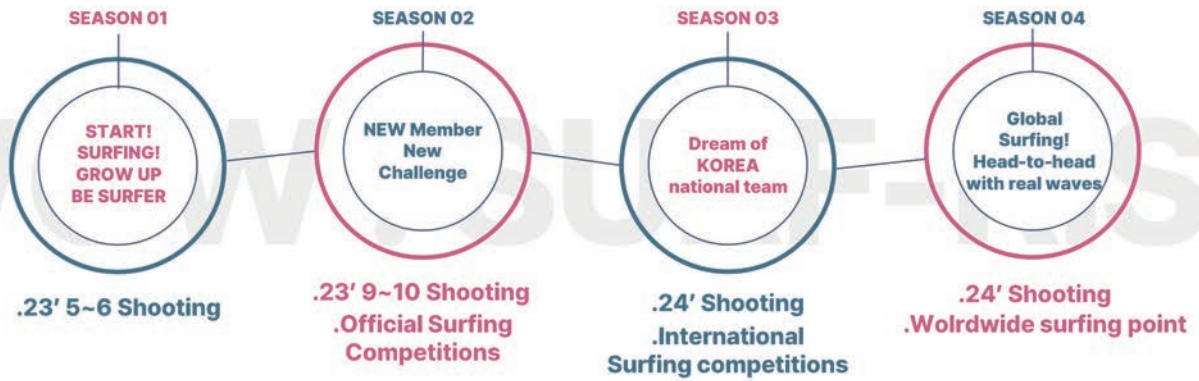 SEASON 01
START!
SURFING!
GROW UP
BE SURFER
.23’ 5~6 Shooting
SEASON 02
NEW Member
New
Challenge
.23’ 9~10 Shooting
.Official Surfing
Competitions
SEASON 03
Dream of
KOREA
national team
.24’ Shooting
.International
Surfing competitions
SEASON 04
Global
Surfing!
Head-to-head
with real waves
.24’ Shooting
.Wolrdwide surfing point